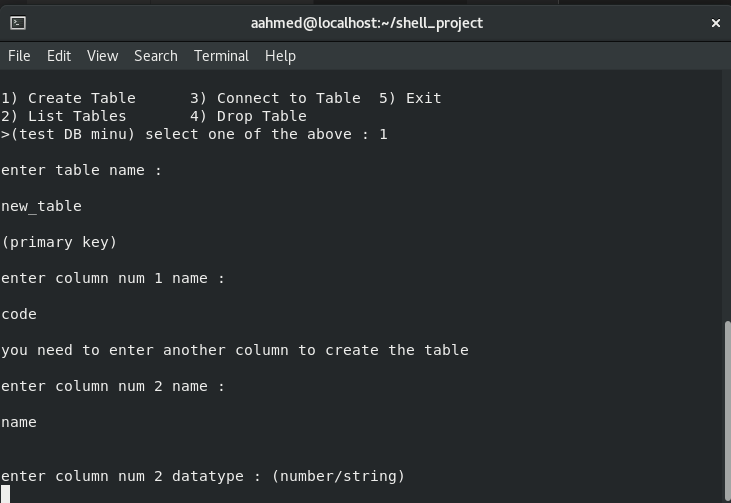 aahmed@localhost:~/shell_project
File Edit View Search Terminal Help
1) Create Table 3) Connect to Table 5) Exit
2) List Tables 4) Drop Table
>(test DB minu) select one of the above : 1
enter table name :
new_table
(primary key)
enter column num 1 name :
code
you need to enter another column to create the table
enter column num 2 name :
name
enter column num 2 datatype : (number/string)